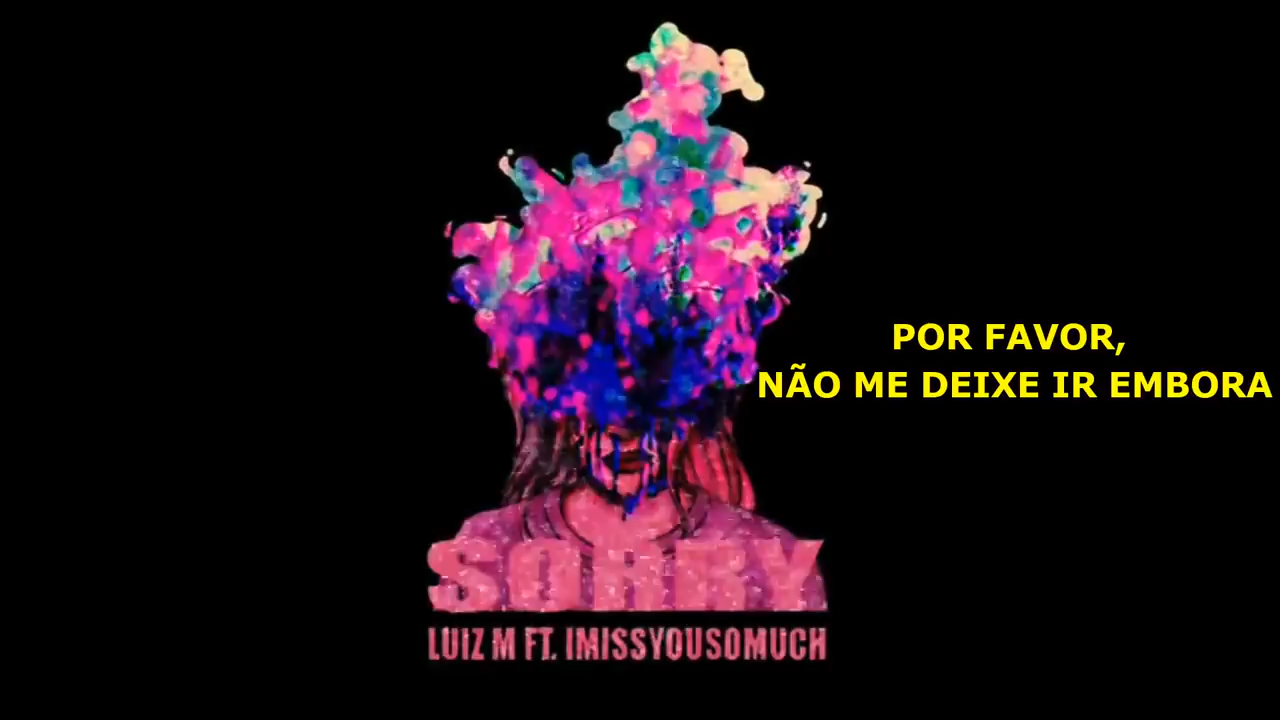 POR FAVOR,
NÃO ME DEIXE IR EMBORA
SORRY
LUIZ M FT. IMISSYOUSOMUCH